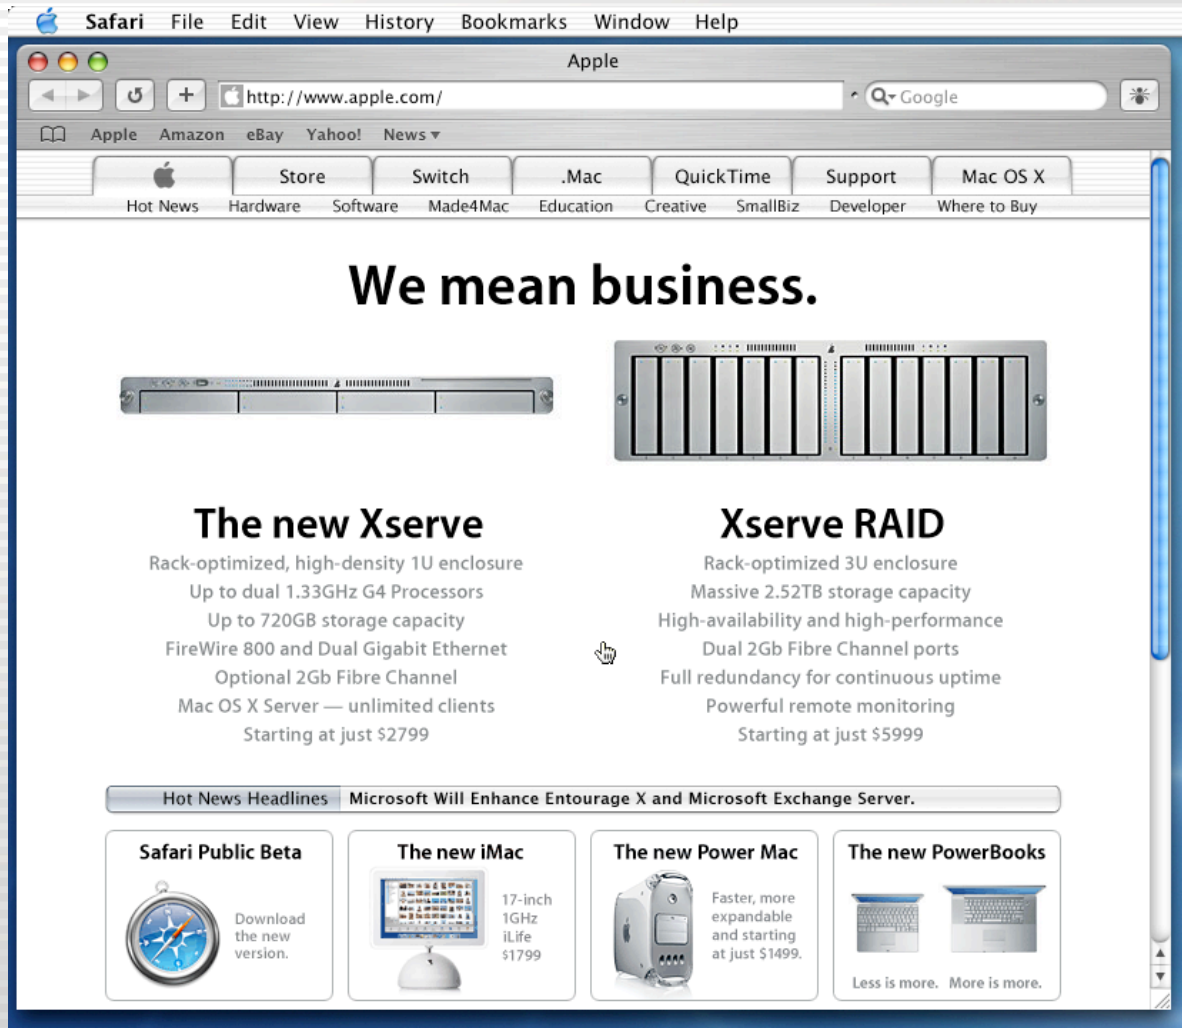 Safari File Edit View History Bookmarks Window Help
Apple
http://www.apple.com/
Google
Apple Amazon eBay Yahoo! News
Store Switch .Mac QuickTime Support Mac OS X
Hot News Hardware Software Made4Mac Education Creative SmallBiz Developer Where to Buy
We mean business.
The new Xserve
Rack-optimized, high-density 1U enclosure
Up to dual 1.33GHz G4 Processors
Up to 720GB storage capacity
FireWire 800 and Dual Gigabit Ethernet
Optional 2Gb Fibre Channel
Mac OS X Server — unlimited clients
Starting at just $2799
Xserve RAID
Rack-optimized 3U enclosure
Massive 2.52TB storage capacity
High-availability and high-performance
Dual 2Gb Fibre Channel ports
Full redundancy for continuous uptime
Powerful remote monitoring
Starting at just $5999
Hot News Headlines Microsoft Will Enhance Entourage X and Microsoft Exchange Server.
Safari Public Beta
Download
the new
version.
The new iMac
17-inch
1GHz
iLife
$1799
The new Power Mac
Faster, more
expandable
and starting
at just $1499.
The new PowerBooks
Less is more. More is more.